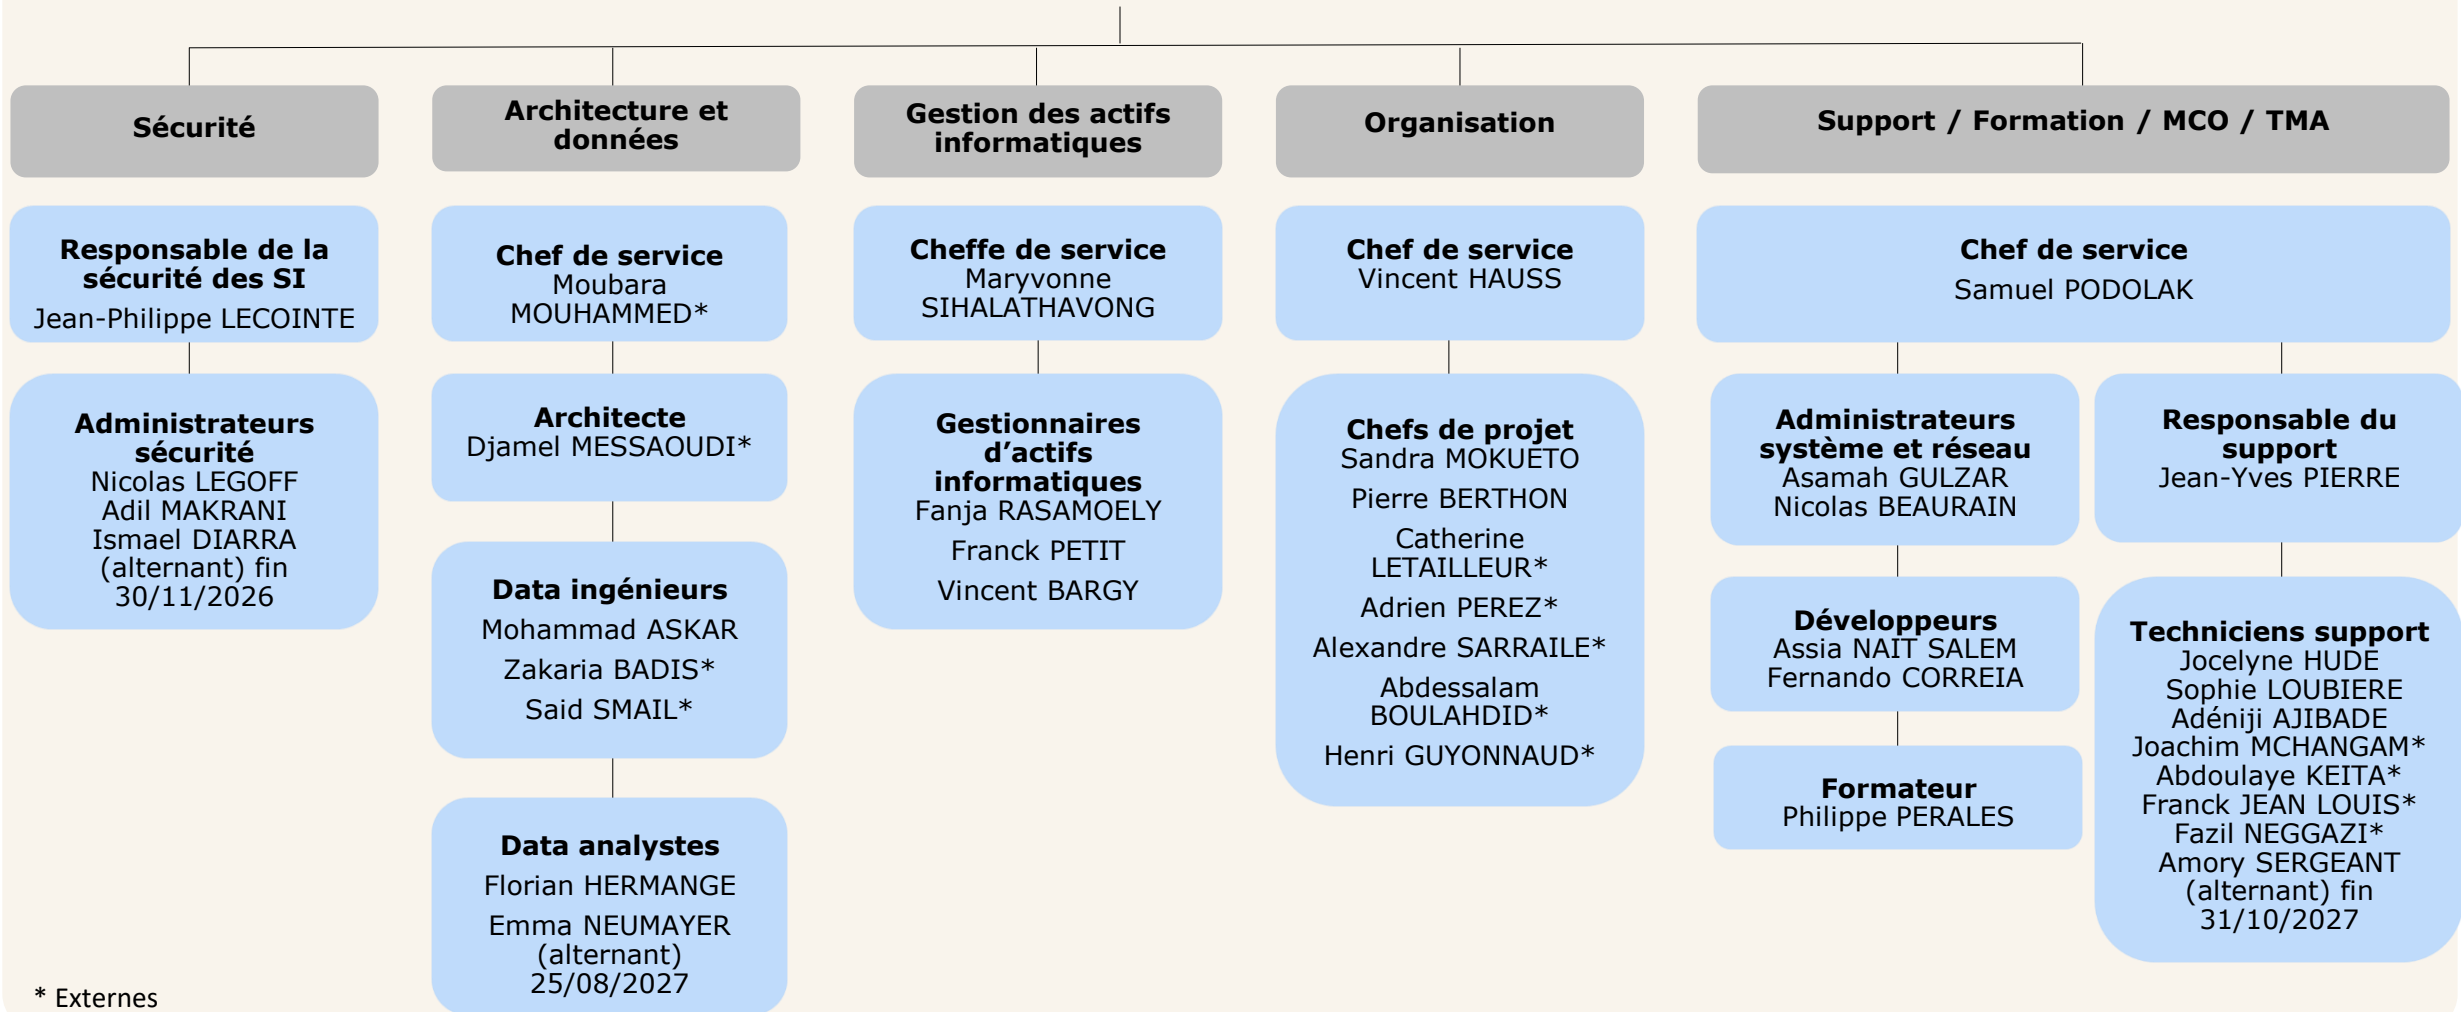 Sécurité
Architecture et
données
Gestion des actifs
informatiques
Organisation
Support / Formation / MCO / TMA
Responsable de la
sécurité des SI
Jean-Philippe LECOINTE
Chef de service
Moubara
MOUHAMMED*
Cheffe de service
Maryvonne
SIHALATHAVONG
Chef de service
Vincent HAUSS
Chef de service
Samuel PODOLAK
Administrateurs
sécurité
Nicolas LEGOFF
Adil MAKRANI
Ismael DIARRA
(alternant) fin
30/11/2026
Architecte
Djamel MESSAOUDI*
Data ingénieurs
Mohammad ASKAR
Zakaria BADIS*
Said SMAIL*
Data analystes
Florian HERMANGE
Emma NEUMAYER
(alternant)
25/08/2027
Gestionnaires
d’actifs
informatiques
Fanja RASAMOELY
Franck PETIT
Vincent BARGY
Chefs de projet
Sandra MOKUETO
Pierre BERTHON
Catherine
LETAILLEUR*
Adrien PEREZ*
Alexandre SARRAILE*
Abdessalam
BOULAHDID*
Henri GUYONNAUD*
Administrateurs
système et réseau
Asamah GULZAR
Nicolas BEAURAIN
Développeurs
Assia NAIT SALEM
Fernando CORREIA
Formateur
Philippe PERALES
Responsable du
support
Jean-Yves PIERRE
Techniciens support
Jocelyne HUDE
Sophie LOUBIERE
Adéniji AJIBADE
Joachim MCHANGAM*
Abdoulaye KEITA*
Franck JEAN LOUIS*
Fazil NEGGAZI*
Amory SERGEANT
(alternant) fin
31/10/2027
* Externes